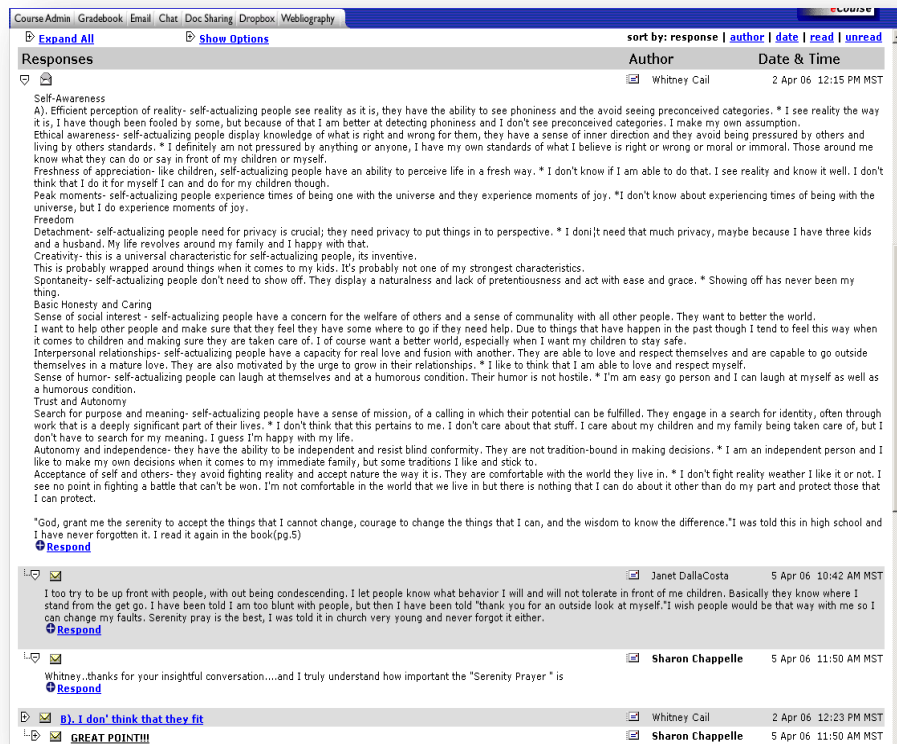 eCourse
Course Admin Gradebook Email Chat Doc Sharing Dropbox Webliography
Expand All Show Options sort by: response | author | date | read | unread
Responses Author Date & Time
Whitney Cail 2 Apr 06 12:15 PM MST
Self-Awareness
A). Efficient perception of reality- self-actualizing people see reality as it is, they have the ability to see phoniness and the avoid seeing preconceived categories. * I see reality the way
it is, I have though been fooled by some, but because of that I am better at detecting phoniness and I don't see preconceived categories. I make my own assumption.
Ethical awareness- self-actualizing people display knowledge of what is right and wrong for them, they have a sense of inner direction and they avoid being pressured by others and
living by others standards. * I definitely am not pressured by anything or anyone, I have my own standards of what I believe is right or wrong or moral or immoral. Those around me
know what they can do or say in front of my children or myself.
Freshness of appreciation- like children, self-actualizing people have an ability to perceive life in a fresh way. * I don't know if I am able to do that. I see reality and know it well. I don't
think that I do it for myself I can and do for my children though.
Peak moments- self-actualizing people experience times of being one with the universe and they experience moments of joy. *I don't know about experiencing times of being with the
universe, but I do experience moments of joy.
Freedom
Detachment- self-actualizing people need for privacy is crucial; they need privacy to put things in to perspective. * I doni¦t need that much privacy, maybe because I have three kids
and a husband. My life revolves around my family and I happy with that.
Creativity- this is a universal characteristic for self-actualizing people, its inventive.
This is probably wrapped around things when it comes to my kids. It's probably not one of my strongest characteristics.
Spontaneity- self-actualizing people don't need to show off. They display a naturalness and lack of pretentiousness and act with ease and grace. * Showing off has never been my
thing.
Basic Honesty and Caring
Sense of social interest - self-actualizing people have a concern for the welfare of others and a sense of communality with all other people. They want to better the world.
I want to help other people and make sure that they feel they have some where to go if they need help. Due to things that have happen in the past though I tend to feel this way when
it comes to children and making sure they are taken care of. I of course want a better world, especially when I want my children to stay safe.
Interpersonal relationships- self-actualizing people have a capacity for real love and fusion with another. They are able to love and respect themselves and are capable to go outside
themselves in a mature love. They are also motivated by the urge to grow in their relationships. * I like to think that I am able to love and respect myself.
Sense of humor- self-actualizing people can laugh at themselves and at a humorous condition. Their humor is not hostile. * I'm am easy go person and I can laugh at myself as well as
a humorous condition.
Trust and Autonomy
Search for purpose and meaning- self-actualizing people have a sense of mission, of a calling in which their potential can be fulfilled. They engage in a search for identity, often through
work that is a deeply significant part of their lives. * I don't think that this pertains to me. I don't care about that stuff. I care about my children and my family being taken care of, but I
don't have to search for my meaning. I guess I'm happy with my life.
Autonomy and independence- they have the ability to be independent and resist blind conformity. They are not tradition-bound in making decisions. * I am an independent person and I
like to make my own decisions when it comes to my immediate family, but some traditions I like and stick to.
Acceptance of self and others- they avoid fighting reality and accept nature the way it is. They are comfortable with the world they live in. * I don't fight reality weather I like it or not. I
see no point in fighting a battle that can't be won. I'm not comfortable in the world that we live in but there is nothing that I can do about it other than do my part and protect those that
I can protect.
"God, grant me the serenity to accept the things that I cannot change, courage to change the things that I can, and the wisdom to know the difference."I was told this in high school and
I have never forgotten it. I read it again in the book(pg.5)
Respond
Janet DallaCosta 5 Apr 06 10:42 AM MST
I too try to be up front with people, with out being condescending. I let people know what behavior I will and will not tolerate in front of me children. Basically they know where I
stand from the get go. I have been told I am too blunt with people, but then I have been told "thank you for an outside look at myself."I wish people would be that way with me so I
can change my faults. Serenity pray is the best, I was told it in church very young and never forgot it either.
Respond
Sharon Chappelle 5 Apr 06 11:50 AM MST
Whitney..thanks for your insightful conversation....and I truly understand how important the "Serenity Prayer " is
Respond
B). I don' think that they fit Whitney Cail 2 Apr 06 12:23 PM MST
GREAT POINT!!! Sharon Chappelle 5 Apr 06 11:50 AM MST